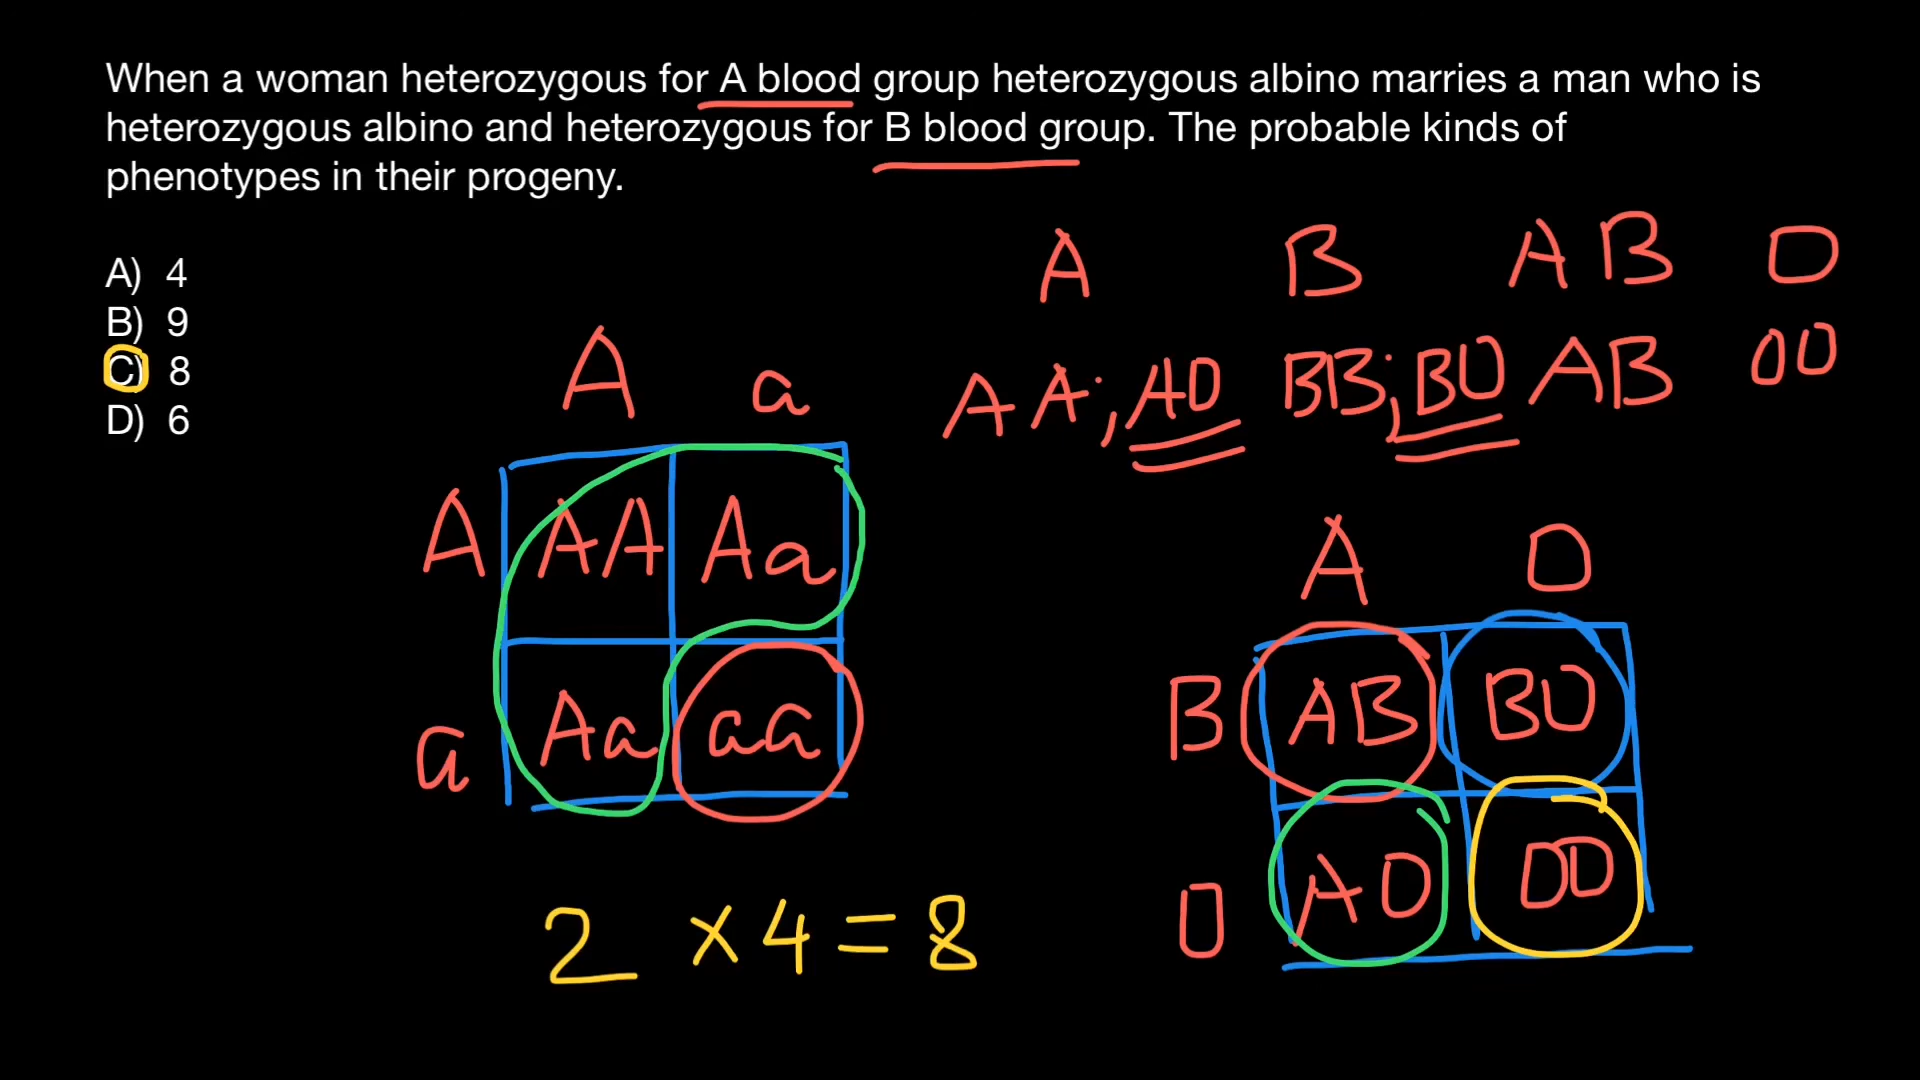 When a woman heterozygous for A blood group heterozygous albino marries a man who is
heterozygous albino and heterozygous for B blood group. The probable kinds of
phenotypes in their progeny.
A) 4
B) 9
C) 8
D) 6
A B AB O
AA; AO BB; BO AB OO
A a
A AA Aa
a Aa aa
A O
B AB BO
O AO OO
2 × 4 = 8